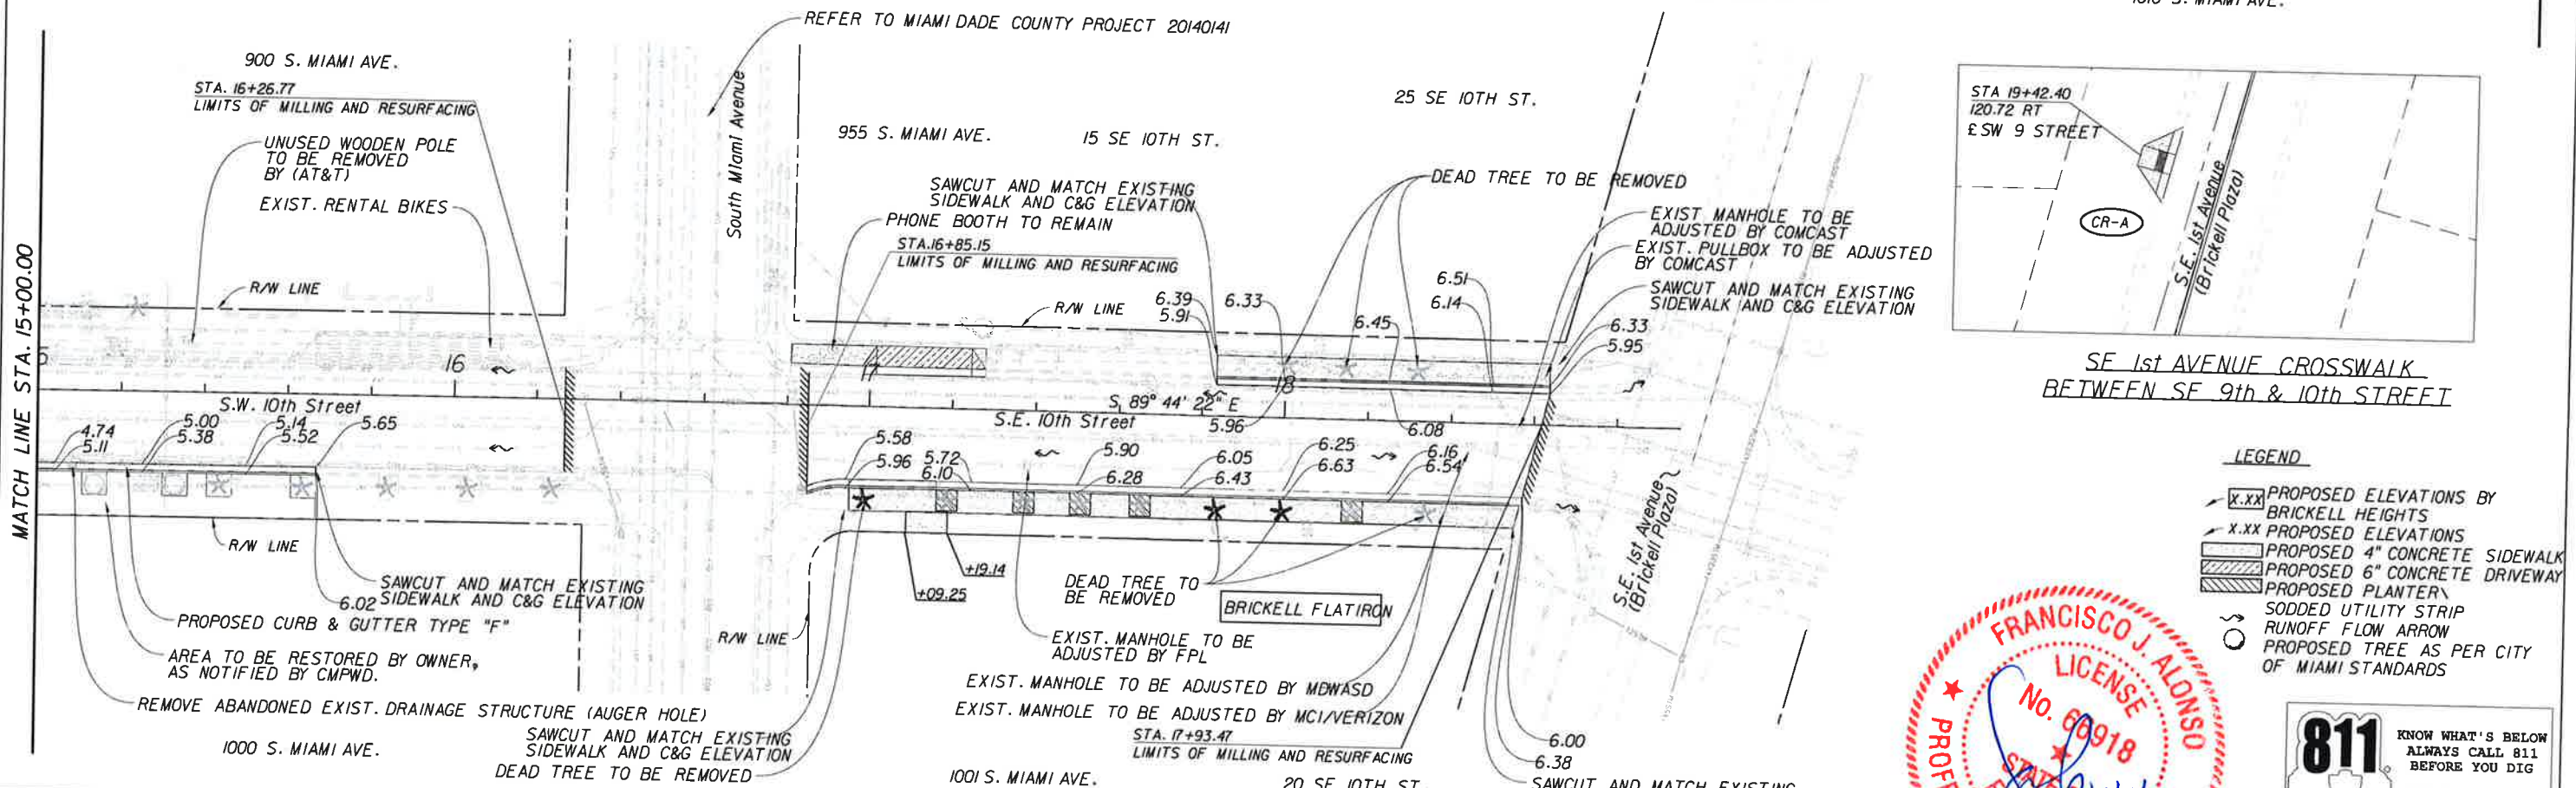 REFER TO MIAMI DADE COUNTY PROJECT 20140141
900 S. MIAMI AVE.
STA. 16+26.77
LIMITS OF MILLING AND RESURFACING
UNUSED WOODEN POLE
TO BE REMOVED
BY (AT&T)
EXIST. RENTAL BIKES
R/W LINE
MATCH LINE STA. 15+00.00
16
S.W. 10th Street
4.74
5.11
5.00
5.38
5.14
5.52
5.65
R/W LINE
SAWCUT AND MATCH EXISTING
SIDEWALK AND C&G ELEVATION
6.02
PROPOSED CURB & GUTTER TYPE "F"
AREA TO BE RESTORED BY OWNER,
AS NOTIFIED BY CMPWD.
REMOVE ABANDONED EXIST. DRAINAGE STRUCTURE (AUGER HOLE)
1000 S. MIAMI AVE.
SAWCUT AND MATCH EXISTING
SIDEWALK AND C&G ELEVATION
DEAD TREE TO BE REMOVED
South Miami Avenue
955 S. MIAMI AVE.
15 SE 10TH ST.
25 SE 10TH ST.
SAWCUT AND MATCH EXISTING
SIDEWALK AND C&G ELEVATION
PHONE BOOTH TO REMAIN
STA.16+85.15
LIMITS OF MILLING AND RESURFACING
R/W LINE
6.39
5.91
6.33
6.45
6.51
6.14
DEAD TREE TO BE REMOVED
EXIST MANHOLE TO BE
ADJUSTED BY COMCAST
EXIST. PULLBOX TO BE ADJUSTED
BY COMCAST
SAWCUT AND MATCH EXISTING
SIDEWALK AND C&G ELEVATION
6.33
5.95
17
18
S 89° 44' 22" E
S.E. 10th Street
5.96
6.08
5.58
5.96
5.72
6.10
5.90
6.28
6.05
6.43
6.25
6.63
6.16
6.54
+19.14
+09.25
R/W LINE
DEAD TREE TO
BE REMOVED
BRICKELL FLATIRON
EXIST. MANHOLE TO BE
ADJUSTED BY FPL
EXIST. MANHOLE TO BE ADJUSTED BY MDWASD
EXIST. MANHOLE TO BE ADJUSTED BY MCI/VERIZON
STA. 17+93.47
LIMITS OF MILLING AND RESURFACING
6.00
6.38
1001 S. MIAMI AVE.
20 SE 10TH ST.
SAWCUT AND MATCH EXISTING
S.E. 1st Avenue
(Brickell Plaza)
1010 S. MIAMI AVE.
STA 19+42.40
120.72 RT
£ SW 9 STREET
CR-A
S.E. 1st Avenue
(Brickell Plaza)
SE 1st AVENUE CROSSWALK
BETWEEN SE 9th & 10th STREET
LEGEND
X.XX PROPOSED ELEVATIONS BY
BRICKELL HEIGHTS
X.XX PROPOSED ELEVATIONS
PROPOSED 4" CONCRETE SIDEWALK
PROPOSED 6" CONCRETE DRIVEWAY
PROPOSED PLANTER\
SODDED UTILITY STRIP
RUNOFF FLOW ARROW
PROPOSED TREE AS PER CITY
OF MIAMI STANDARDS
FRANCISCO J. ALONSO
LICENSE
No. 66918
811
KNOW WHAT'S BELOW
ALWAYS CALL 811
BEFORE YOU DIG